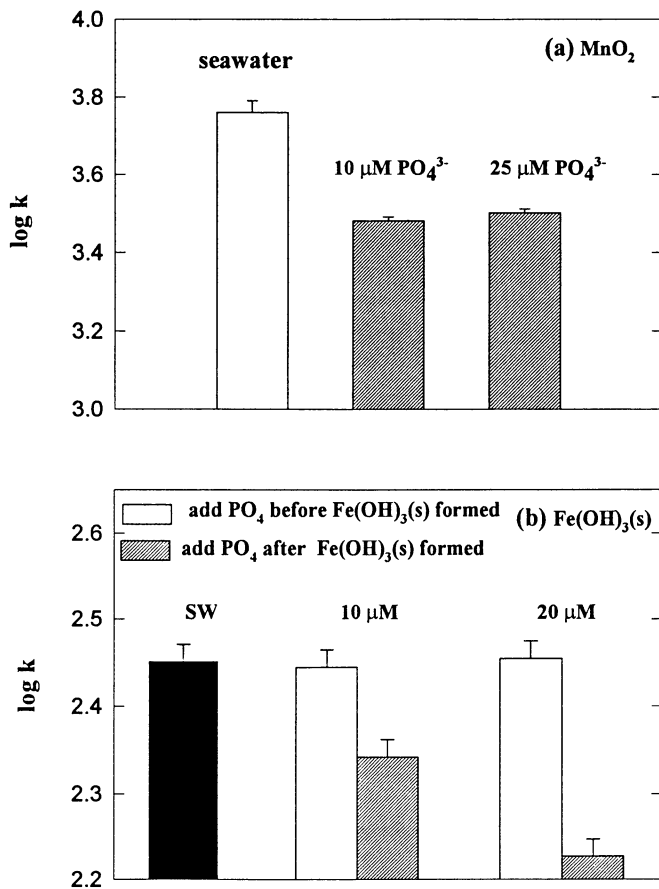 4.0
(a) MnO₂
seawater
3.8
10 μM PO₄³⁻ 25 μM PO₄³⁻
3.6
log k
3.4
3.2
3.0
add PO₄ before Fe(OH)₃(s) formed
(b) Fe(OH)₃(s)
2.6
add PO₄ after Fe(OH)₃(s) formed
SW 10 μM 20 μM
2.5
log k
2.4
2.3
2.2